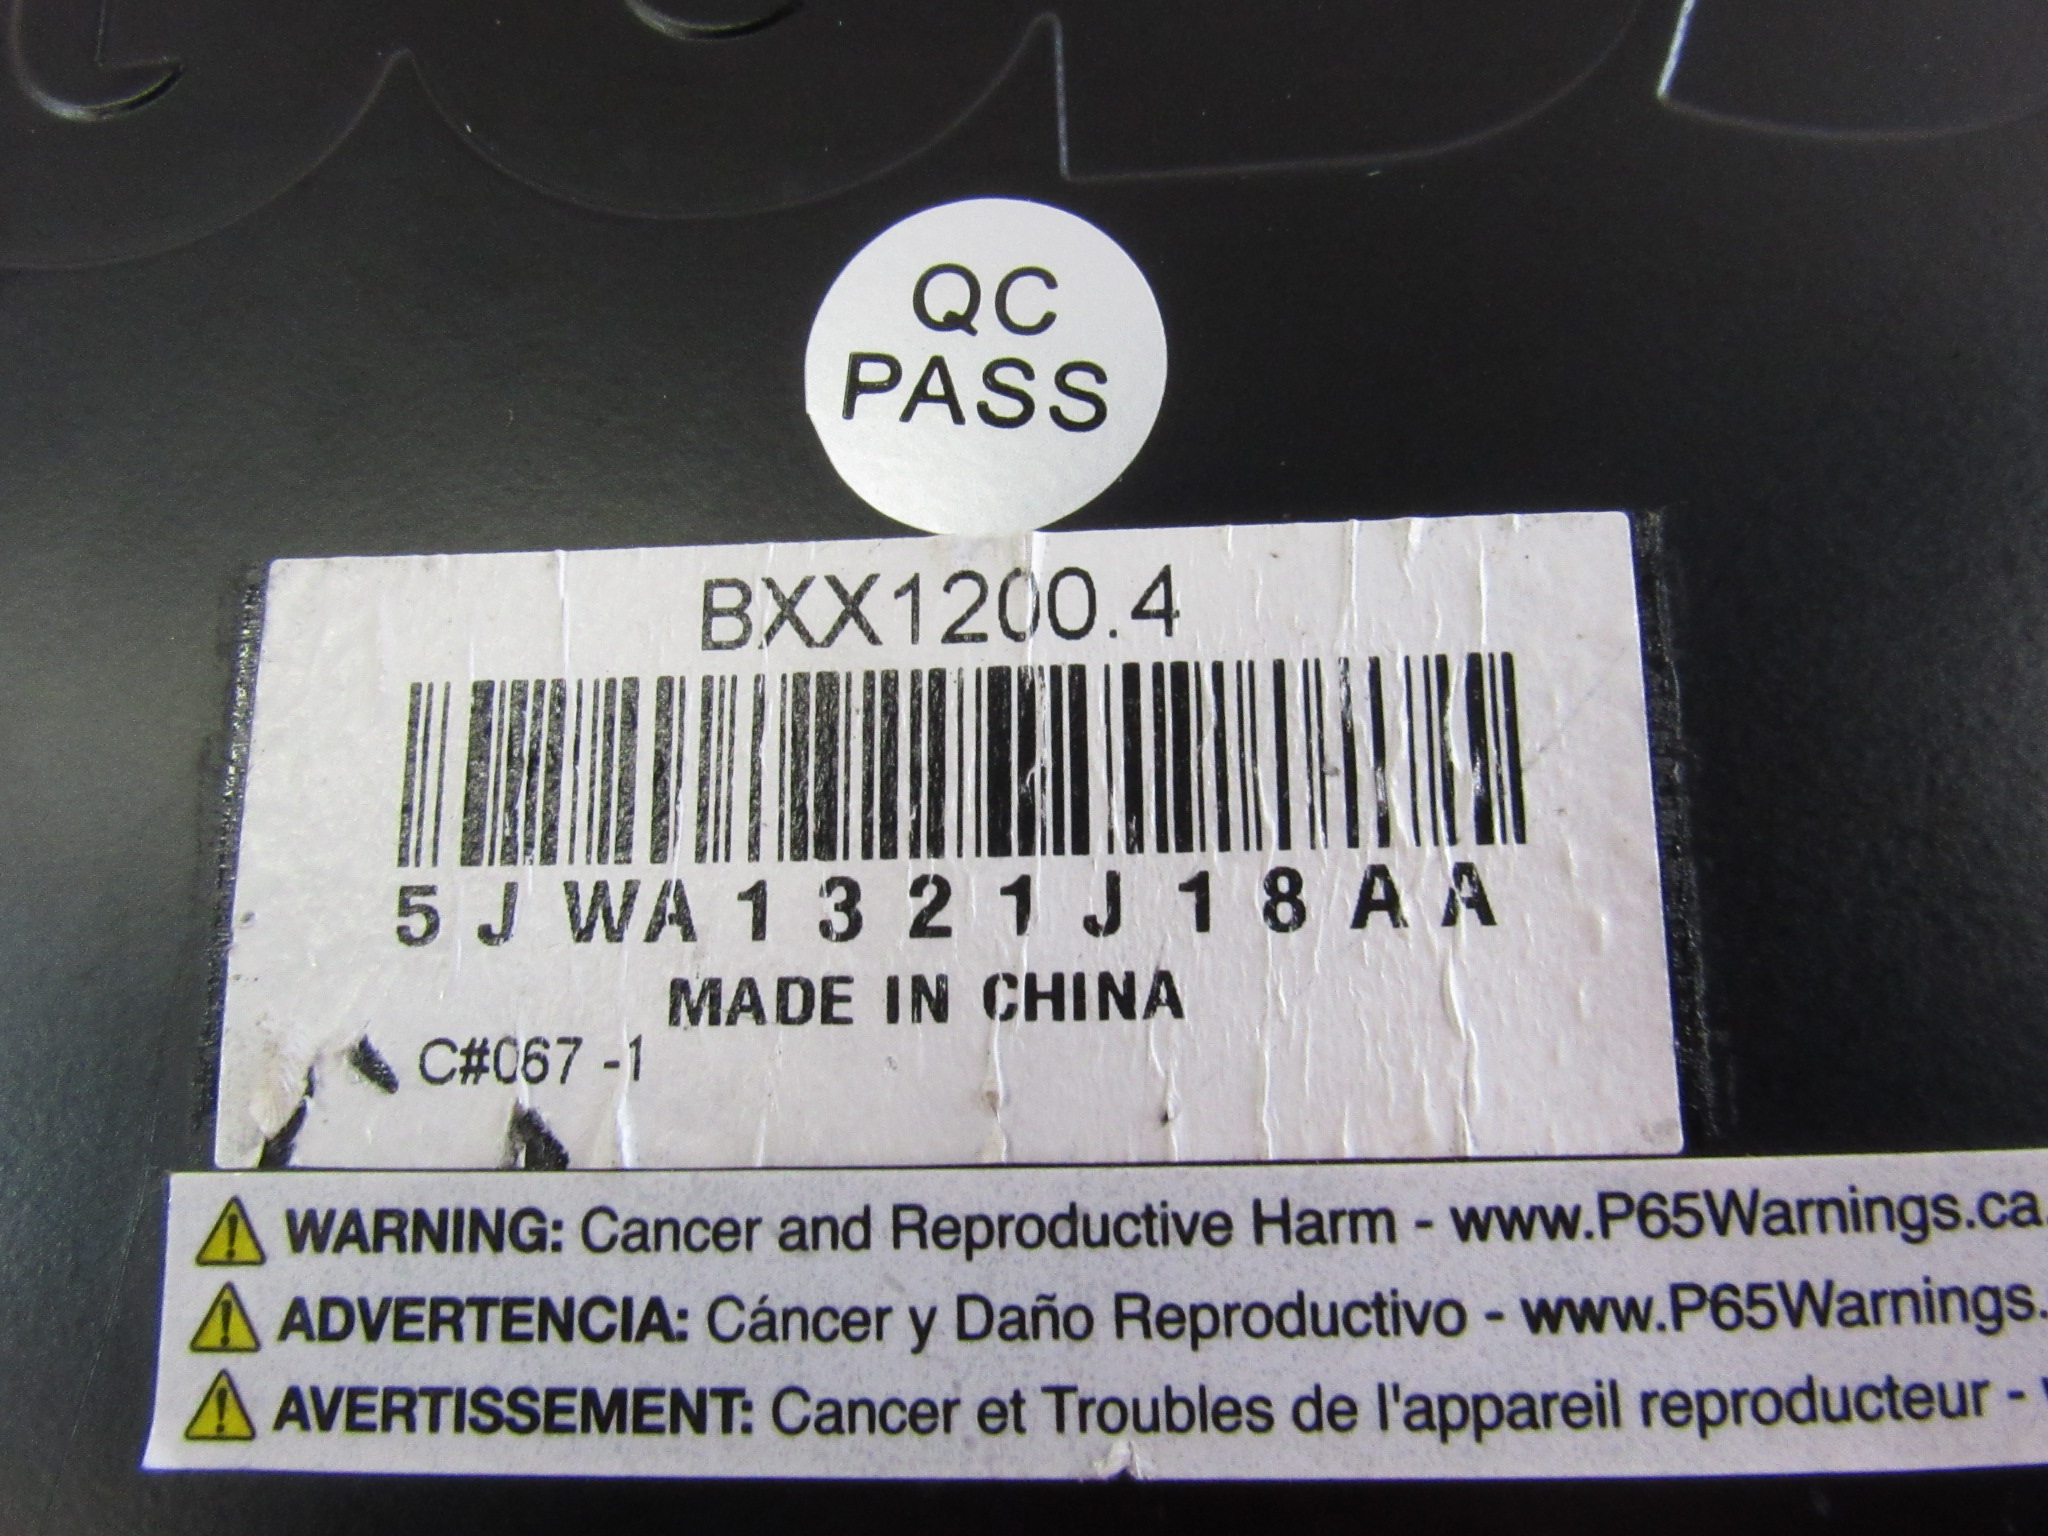 QC
PASS
BXX1200.4
5JWA1321J18AA
MADE IN CHINA
C#067 -1
WARNING: Cancer and Reproductive Harm - www.P65Warnings.ca.
ADVERTENCIA: Cáncer y Daño Reproductivo - www.P65Warnings.
AVERTISSEMENT: Cancer et Troubles de l'appareil reproducteur -